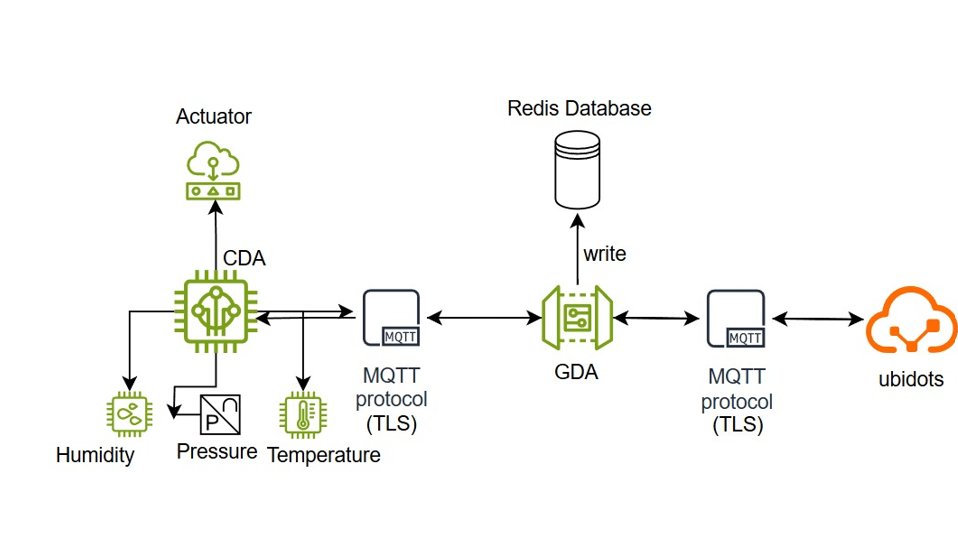 Actuator
Redis Database
CDA
write
MQTT
MQTT
MQTT
protocol
(TLS)
GDA
MQTT
protocol
(TLS)
ubidots
P
Humidity
Pressure
Temperature